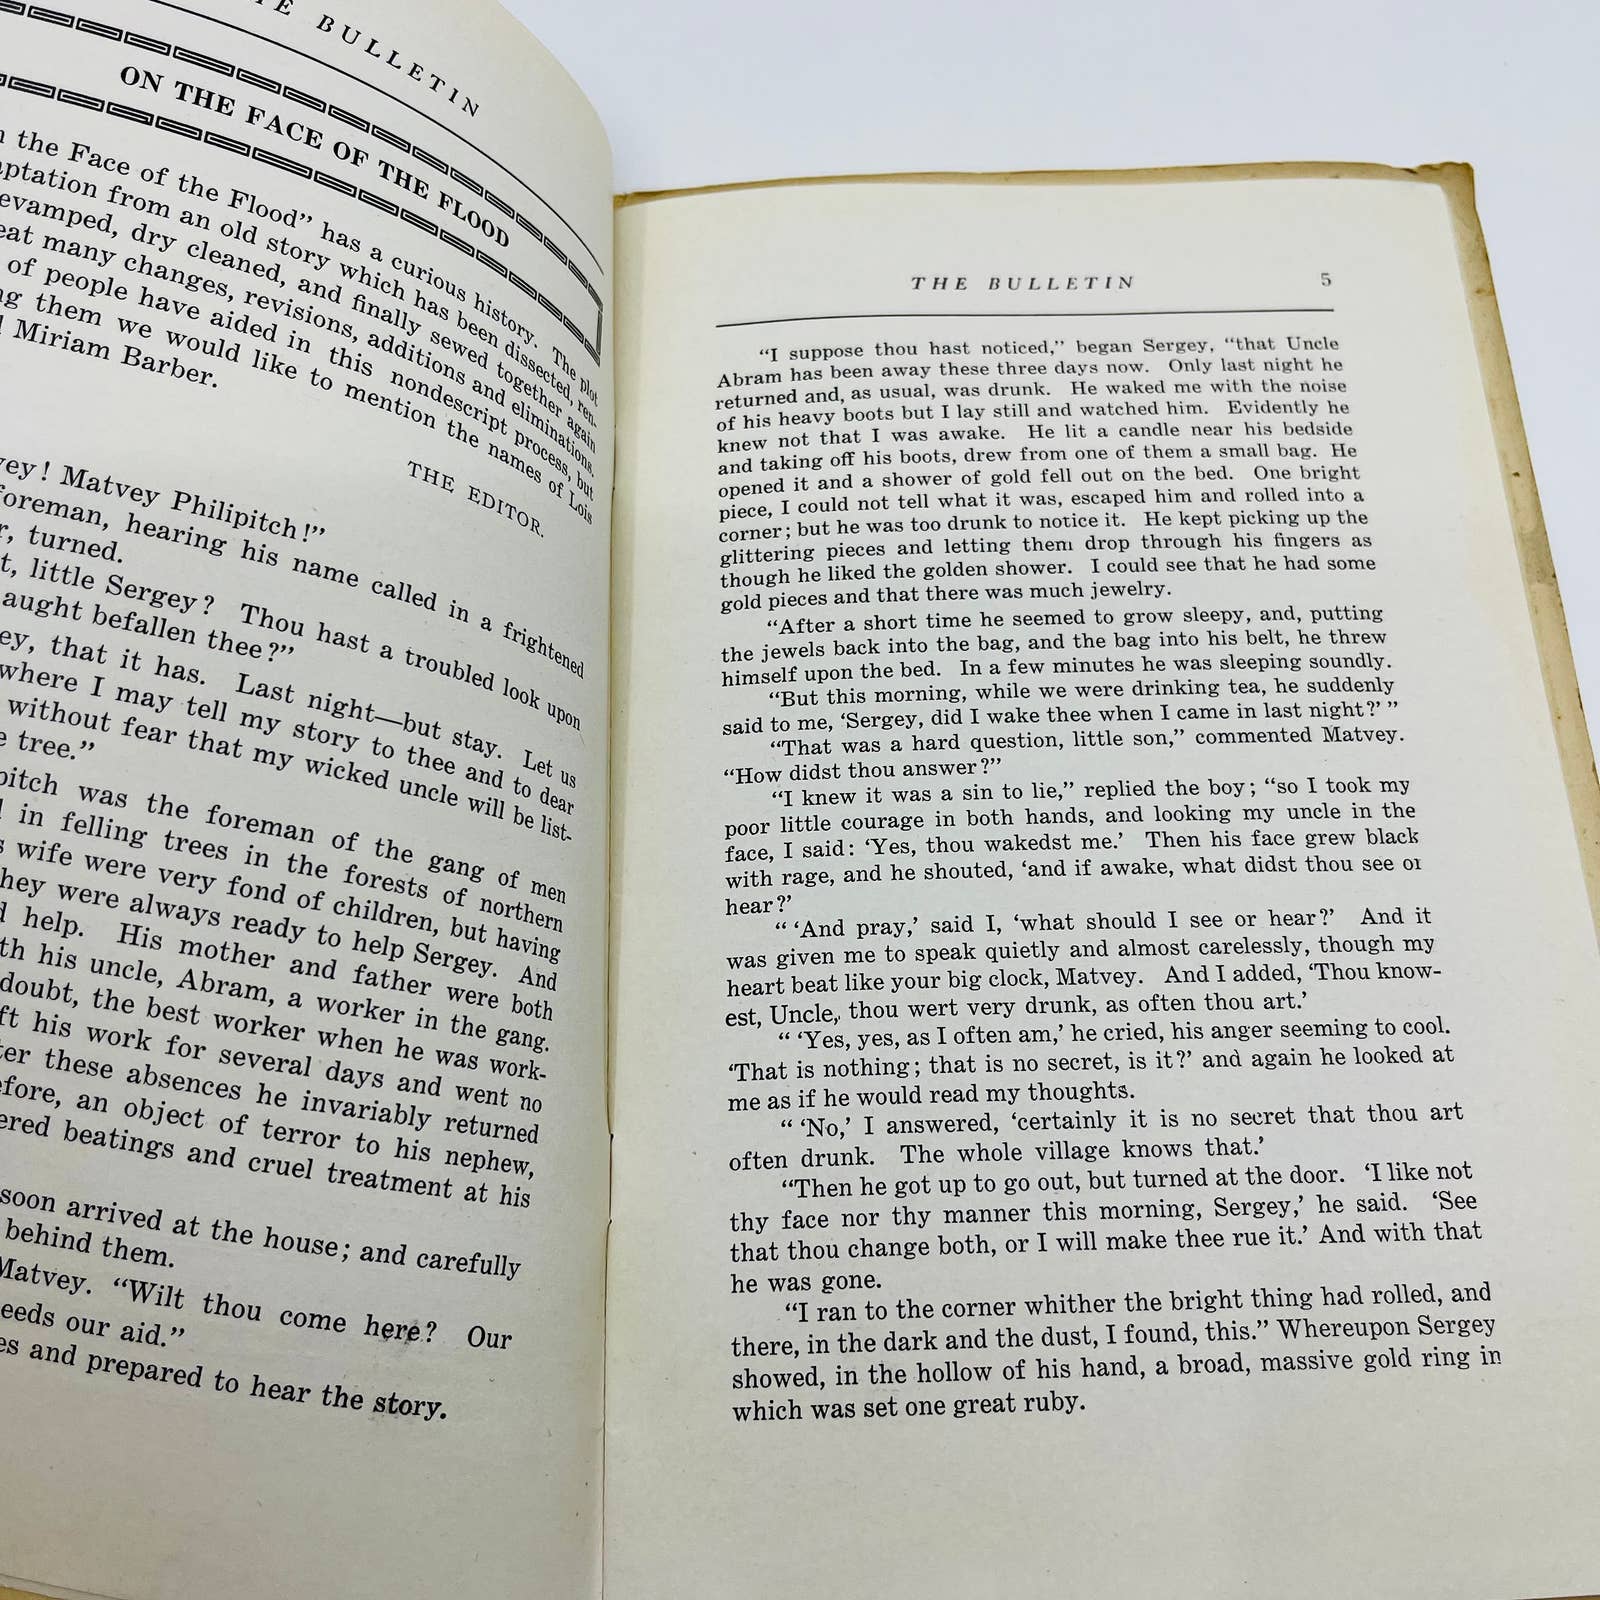 THE BULLETIN
ON THE FACE OF THE FLOOD
the Face of the Flood" has a curious history. The plot
from an old story which has been dissected, ren-
dry cleaned, and finally sewed together again
many changes, revisions, additions and eliminations.
of people have aided in this nondescript process, but
them we would like to mention the names of Lois
Miriam Barber.
THE EDITOR.
Matvey Philipitch!"
foreman, hearing his name called in a frightened
turned.
little Sergey? Thou hast a troubled look upon
aught befallen thee?"
that it has. Last night—but stay. Let us
where I may tell my story to thee and to dear
without fear that my wicked uncle will be list-
tree."
was the foreman of the gang of men
in felling trees in the forests of northern
wife were very fond of children, but having
they were always ready to help Sergey. And
help. His mother and father were both
his uncle, Abram, a worker in the gang.
doubt, the best worker when he was work-
his work for several days and went no
these absences he invariably returned
an object of terror to his nephew,
beatings and cruel treatment at his
soon arrived at the house; and carefully
behind them.
Matvey. "Wilt thou come here? Our
our aid."
and prepared to hear the story.
THE BULLETIN 5
"I suppose thou hast noticed," began Sergey, "that Uncle
Abram has been away these three days now. Only last night he
returned and, as usual, was drunk. He waked me with the noise
of his heavy boots but I lay still and watched him. Evidently he
knew not that I was awake. He lit a candle near his bedside
and taking off his boots, drew from one of them a small bag. He
opened it and a shower of gold fell out on the bed. One bright
piece, I could not tell what it was, escaped him and rolled into a
corner; but he was too drunk to notice it. He kept picking up the
glittering pieces and letting them drop through his fingers as
though he liked the golden shower. I could see that he had some
gold pieces and that there was much jewelry.
"After a short time he seemed to grow sleepy, and, putting
the jewels back into the bag, and the bag into his belt, he threw
himself upon the bed. In a few minutes he was sleeping soundly.
"But this morning, while we were drinking tea, he suddenly
said to me, 'Sergey, did I wake thee when I came in last night?' "
"That was a hard question, little son," commented Matvey.
"How didst thou answer?"
"I knew it was a sin to lie," replied the boy; "so I took my
poor little courage in both hands, and looking my uncle in the
face, I said: 'Yes, thou wakedst me.' Then his face grew black
with rage, and he shouted, 'and if awake, what didst thou see or
hear?'
" 'And pray,' said I, 'what should I see or hear?' And it
was given me to speak quietly and almost carelessly, though my
heart beat like your big clock, Matvey. And I added, 'Thou know-
est, Uncle, thou wert very drunk, as often thou art.'
" 'Yes, yes, as I often am,' he cried, his anger seeming to cool.
'That is nothing; that is no secret, is it?' and again he looked at
me as if he would read my thoughts.
" 'No,' I answered, 'certainly it is no secret that thou art
often drunk. The whole village knows that.'
"Then he got up to go out, but turned at the door. 'I like not
thy face nor thy manner this morning, Sergey,' he said. 'See
that thou change both, or I will make thee rue it.' And with that
he was gone.
"I ran to the corner whither the bright thing had rolled, and
there, in the dark and the dust, I found, this." Whereupon Sergey
showed, in the hollow of his hand, a broad, massive gold ring in
which was set one great ruby.